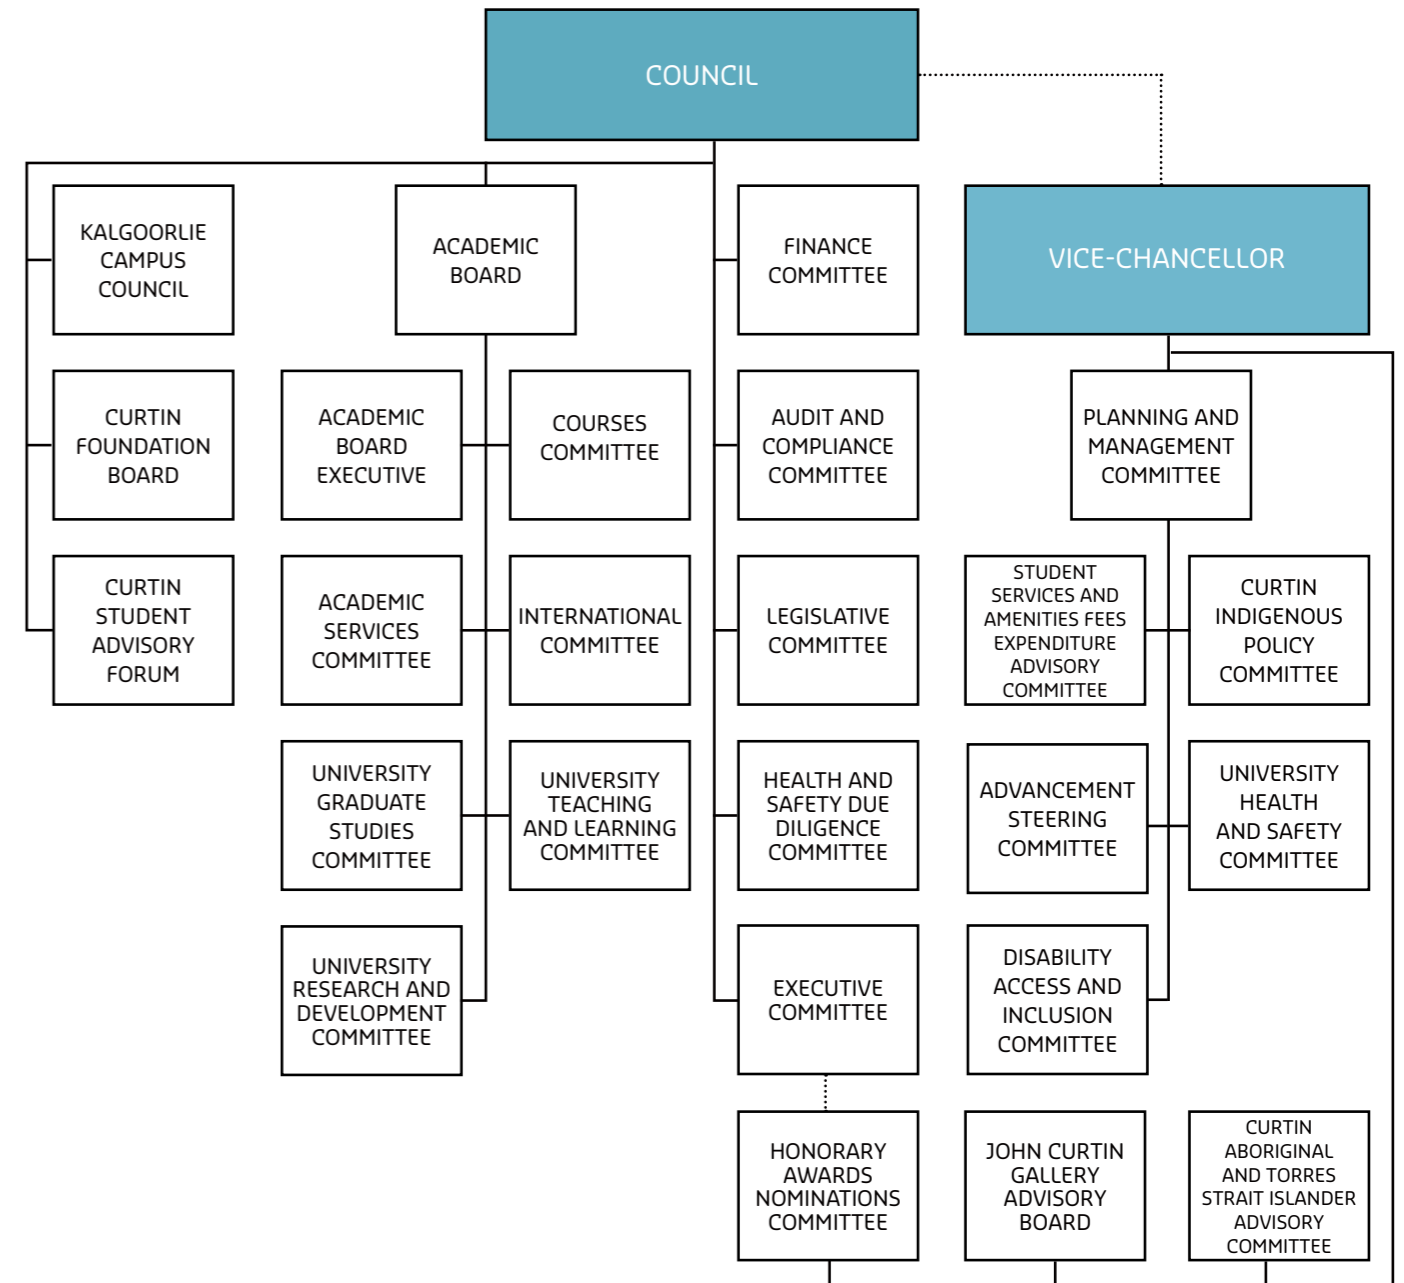 COUNCIL
VICE-CHANCELLOR
KALGOORLIE
CAMPUS
COUNCIL
ACADEMIC
BOARD
FINANCE
COMMITTEE
CURTIN
FOUNDATION
BOARD
ACADEMIC
BOARD
EXECUTIVE
COURSES
COMMITTEE
AUDIT AND
COMPLIANCE
COMMITTEE
PLANNING AND
MANAGEMENT
COMMITTEE
CURTIN
STUDENT
ADVISORY
FORUM
ACADEMIC
SERVICES
COMMITTEE
INTERNATIONAL
COMMITTEE
LEGISLATIVE
COMMITTEE
STUDENT
SERVICES AND
AMENITIES FEES
EXPENDITURE
ADVISORY
COMMITTEE
CURTIN
INDIGENOUS
POLICY
COMMITTEE
UNIVERSITY
GRADUATE
STUDIES
COMMITTEE
UNIVERSITY
TEACHING
AND LEARNING
COMMITTEE
HEALTH AND
SAFETY DUE
DILIGENCE
COMMITTEE
ADVANCEMENT
STEERING
COMMITTEE
UNIVERSITY
HEALTH
AND SAFETY
COMMITTEE
UNIVERSITY
RESEARCH AND
DEVELOPMENT
COMMITTEE
EXECUTIVE
COMMITTEE
DISABILITY
ACCESS AND
INCLUSION
COMMITTEE
HONORARY
AWARDS
NOMINATIONS
COMMITTEE
JOHN CURTIN
GALLERY
ADVISORY
BOARD
CURTIN
ABORIGINAL
AND TORRES
STRAIT ISLANDER
ADVISORY
COMMITTEE